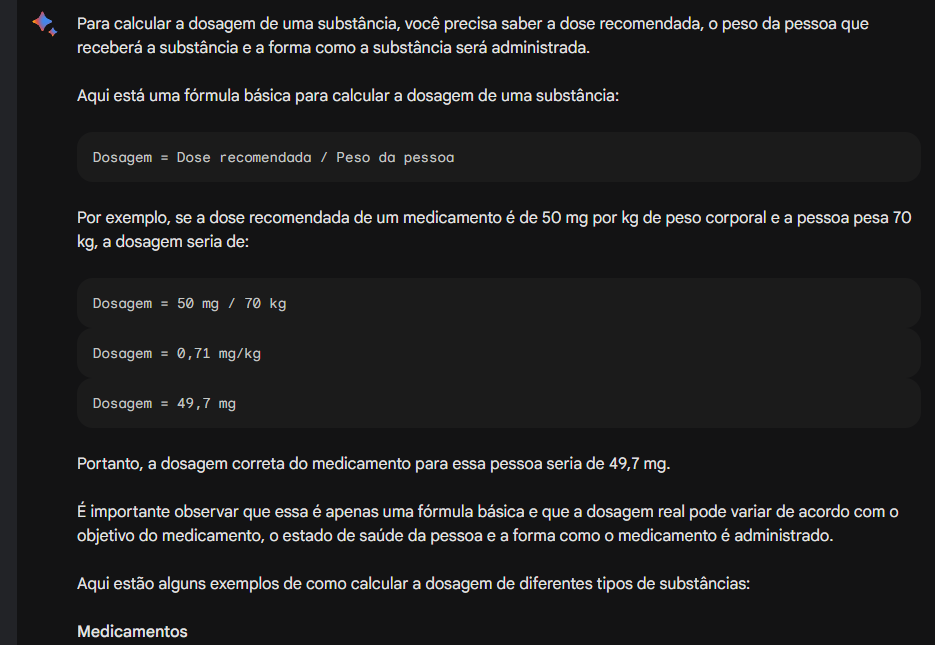 Para calcular a dosagem de uma substância, você precisa saber a dose recomendada, o peso da pessoa que
receberá a substância e a forma como a substância será administrada.
Aqui está uma fórmula básica para calcular a dosagem de uma substância:
Dosagem = Dose recomendada / Peso da pessoa
Por exemplo, se a dose recomendada de um medicamento é de 50 mg por kg de peso corporal e a pessoa pesa 70
kg, a dosagem seria de:
Dosagem = 50 mg / 70 kg
Dosagem = 0,71 mg/kg
Dosagem = 49,7 mg
Portanto, a dosagem correta do medicamento para essa pessoa seria de 49,7 mg.
É importante observar que essa é apenas uma fórmula básica e que a dosagem real pode variar de acordo com o
objetivo do medicamento, o estado de saúde da pessoa e a forma como o medicamento é administrado.
Aqui estão alguns exemplos de como calcular a dosagem de diferentes tipos de substâncias:
Medicamentos